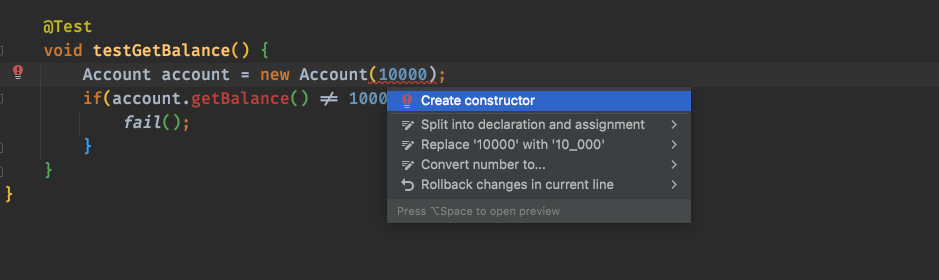 @Test
void testGetBalance() {
Account account = new Account(10000);
if(account.getBalance() ≠ 1000
fail();
}
}
}
Create constructor
Split into declaration and assignment
Replace '10000' with '10_000'
Convert number to...
Rollback changes in current line
Press ⌥Space to open preview